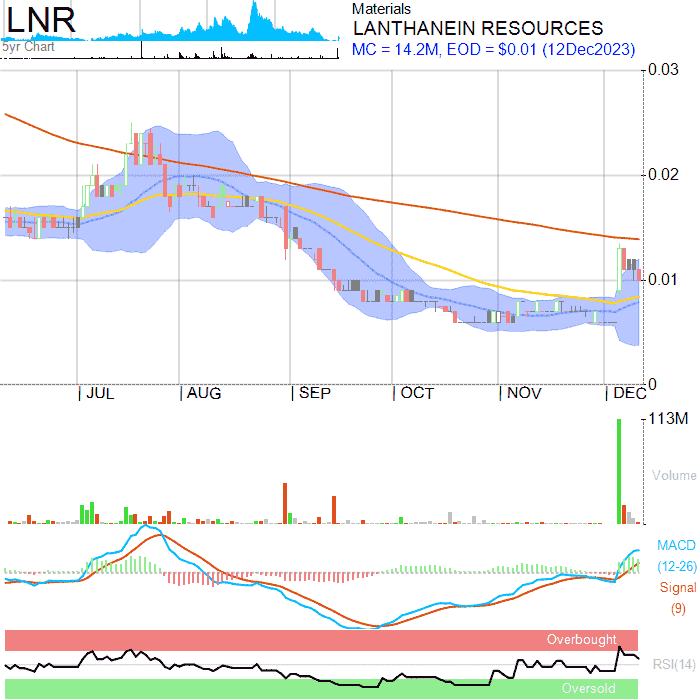 LNR
5yr Chart
Materials
LANTHANEIN RESOURCES
MC = 14.2M, EOD = $0.01 (12Dec2023)
0.03
0.02
0.01
0
JUL AUG SEP OCT NOV DEC
113M
Volume
MACD
(12-26)
Signal
(9)
Overbought
RSI(14)
Oversold